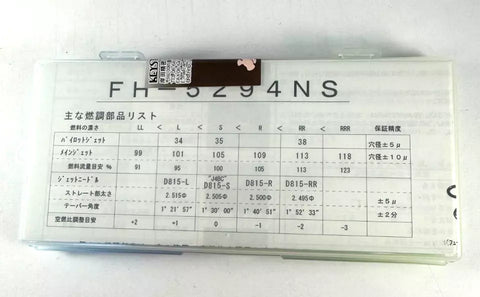 KEYS
FH-5294NS
主な燃調部品リスト
燃料の濃さ LL < L < S < R < RR < RRR 保証精度
パイロットジェット 34 35 38 穴径±5μ
メインジェット 99 101 105 109 113 118 穴径±10μ
燃料流量目安 % 91 95 100 105 113 123
ジェットニードル D815-L "J48C" D815-S D815-R D815-RR
ストレート部太さ 2.515Φ 2.505Φ 2.500Φ 2.495Φ ±5μ
テーパー角度 1° 21′ 57″ 1° 30′ 00″ 1° 40′ 51″ 1° 52′ 33″ ±2分
空燃比調整目安 +2 +1 0 -1 -2 -3